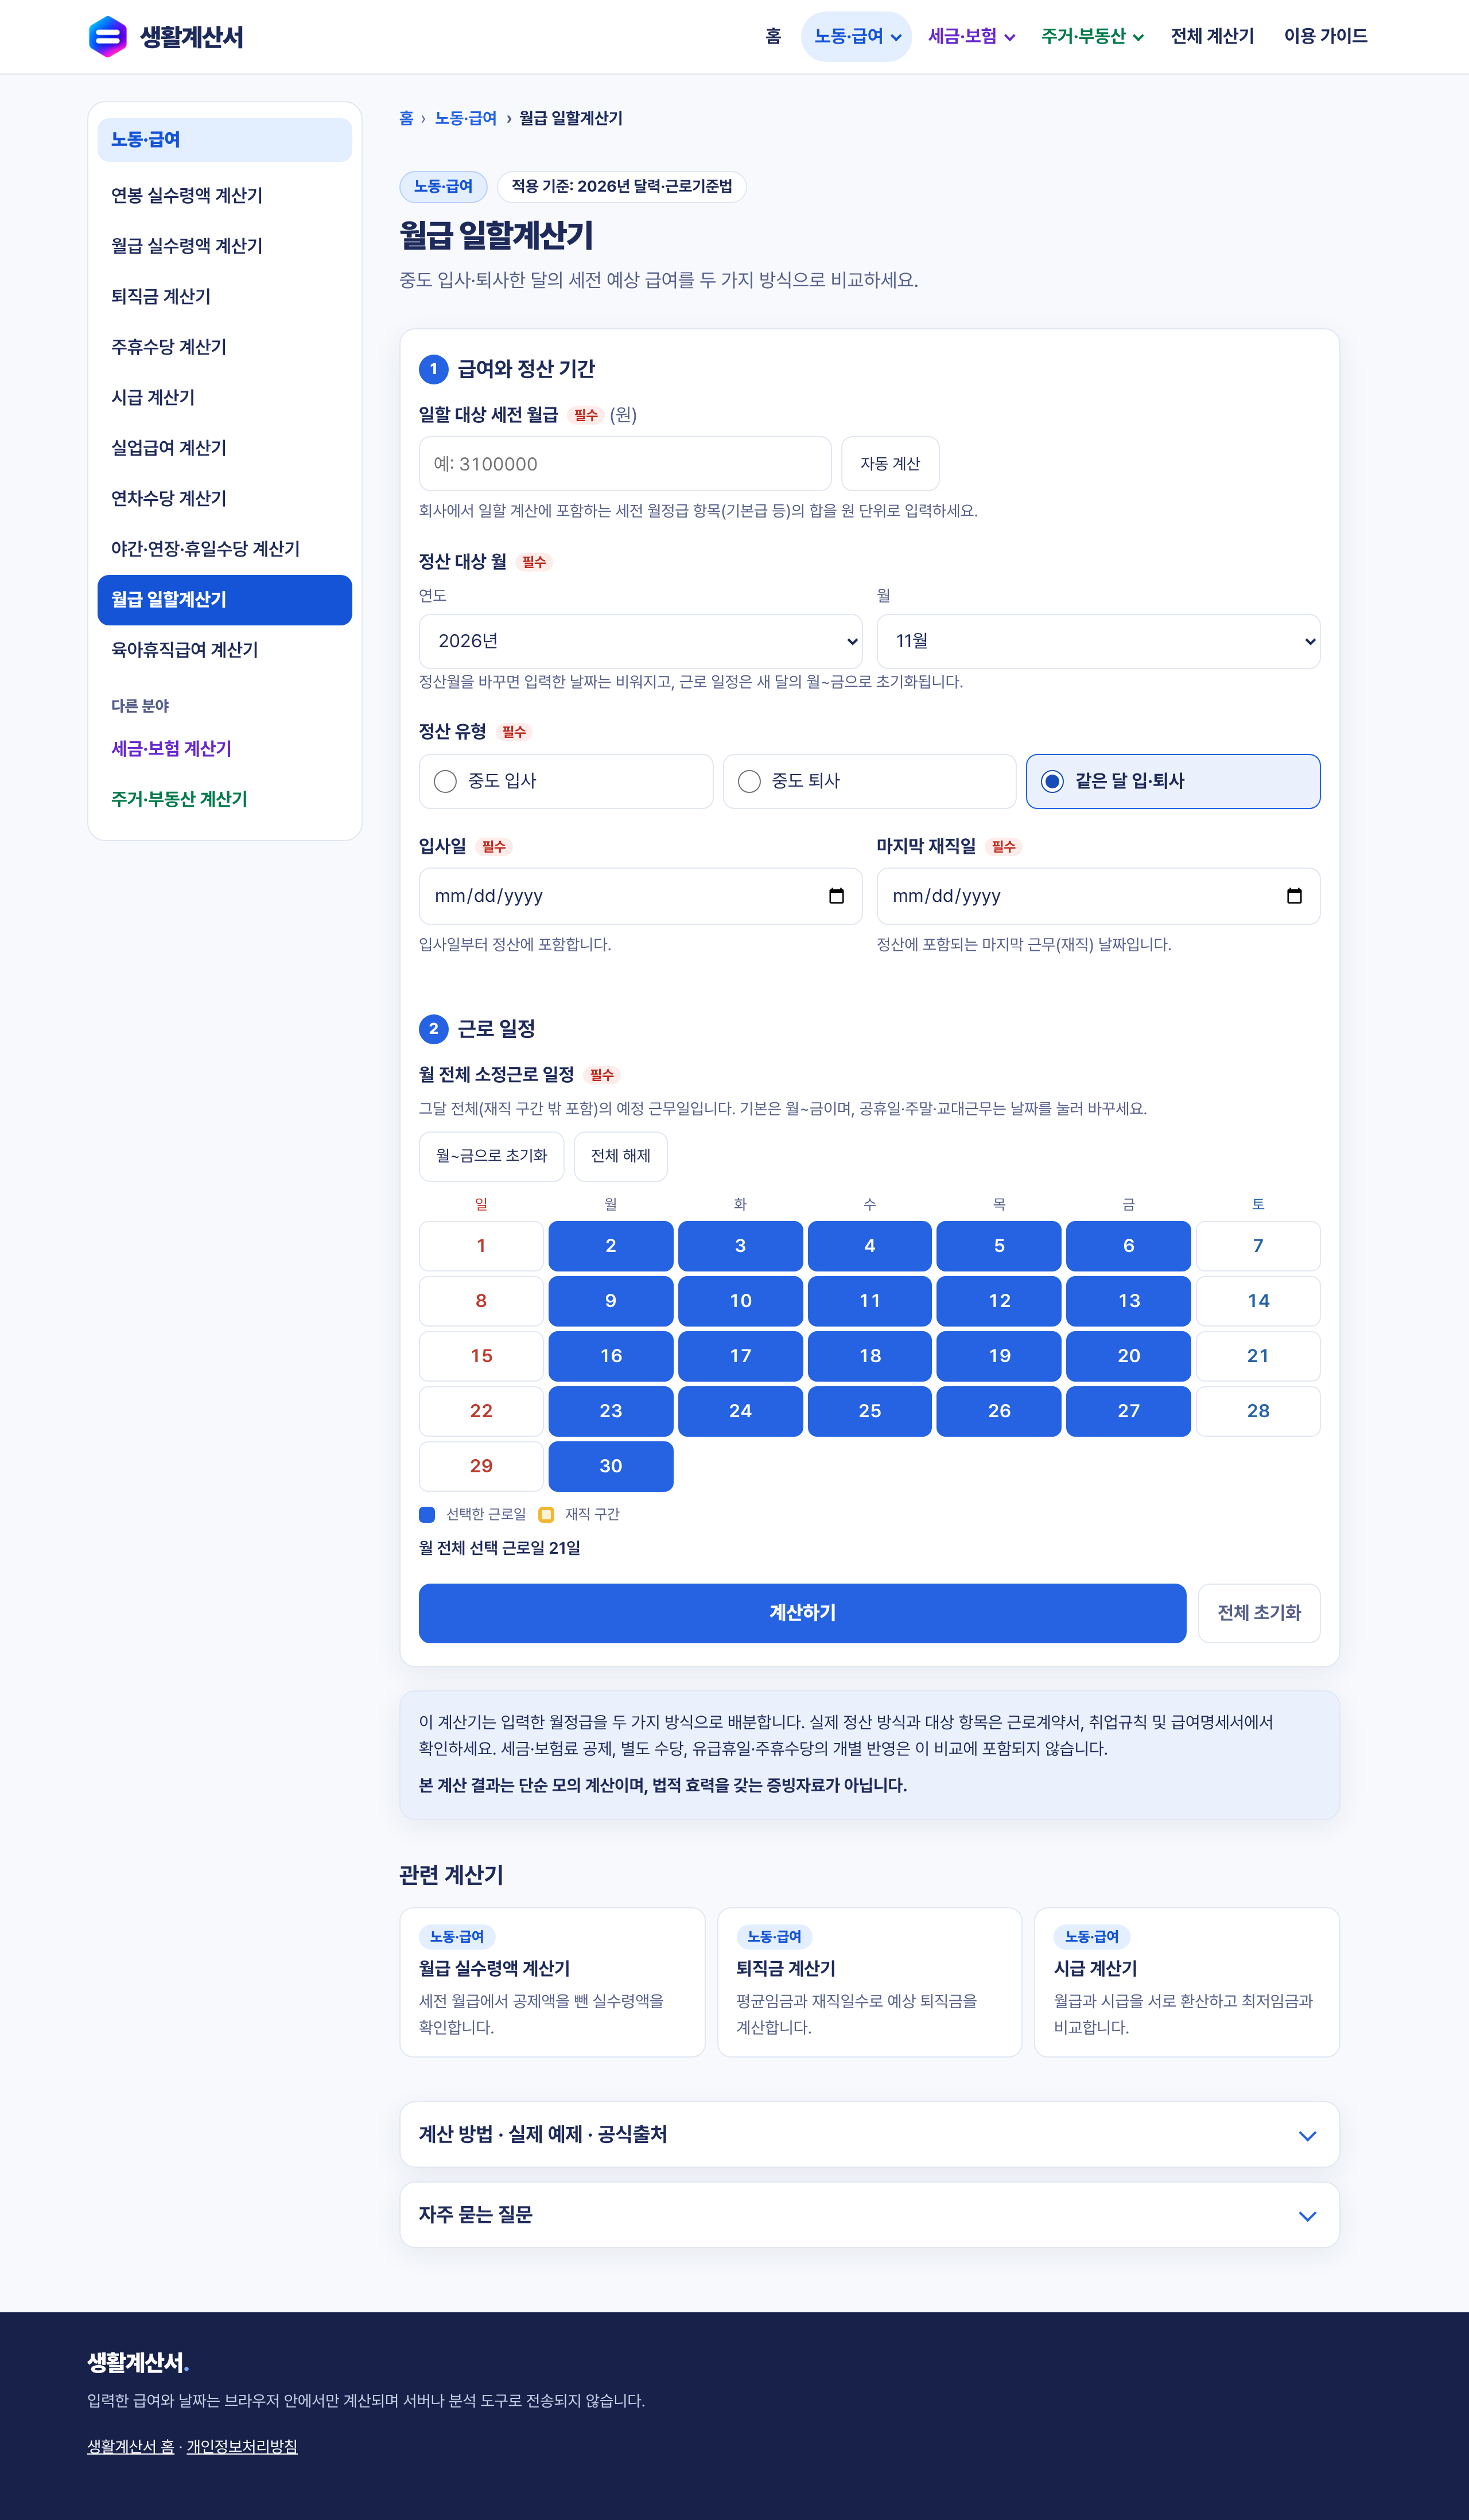 생활계산서
홈 노동·급여 세금·보험 주거·부동산 전체 계산기 이용 가이드
노동·급여
연봉 실수령액 계산기
월급 실수령액 계산기
퇴직금 계산기
주휴수당 계산기
시급 계산기
실업급여 계산기
연차수당 계산기
야간·연장·휴일수당 계산기
월급 일할계산기
육아휴직급여 계산기
다른 분야
세금·보험 계산기
주거·부동산 계산기
홈 › 노동·급여 › 월급 일할계산기
노동·급여 적용 기준: 2026년 달력·근로기준법
월급 일할계산기
중도 입사·퇴사한 달의 세전 예상 급여를 두 가지 방식으로 비교하세요.
1 급여와 정산 기간
일할 대상 세전 월급 필수 (원)
예: 3100000 자동 계산
회사에서 일할 계산에 포함하는 세전 월정급 항목(기본급 등)의 합을 원 단위로 입력하세요.
정산 대상 월 필수
연도 월
2026년 11월
정산월을 바꾸면 입력한 날짜는 비워지고, 근로 일정은 새 달의 월~금으로 초기화됩니다.
정산 유형 필수
중도 입사 중도 퇴사 같은 달 입·퇴사
입사일 필수 마지막 재직일 필수
mm/dd/yyyy mm/dd/yyyy
입사일부터 정산에 포함합니다. 정산에 포함되는 마지막 근무(재직) 날짜입니다.
2 근로 일정
월 전체 소정근로 일정 필수
그달 전체(재직 구간 밖 포함)의 예정 근무일입니다. 기본은 월~금이며, 공휴일·주말·교대근무는 날짜를 눌러 바꾸세요.
월~금으로 초기화 전체 해제
일 월 화 수 목 금 토
1 2 3 4 5 6 7
8 9 10 11 12 13 14
15 16 17 18 19 20 21
22 23 24 25 26 27 28
29 30
선택한 근로일 재직 구간
월 전체 선택 근로일 21일
계산하기 전체 초기화
이 계산기는 입력한 월정급을 두 가지 방식으로 배분합니다. 실제 정산 방식과 대상 항목은 근로계약서, 취업규칙 및 급여명세서에서
확인하세요. 세금·보험료 공제, 별도 수당, 유급휴일·주휴수당의 개별 반영은 이 비교에 포함되지 않습니다.
본 계산 결과는 단순 모의 계산이며, 법적 효력을 갖는 증빙자료가 아닙니다.
관련 계산기
노동·급여 노동·급여 노동·급여
월급 실수령액 계산기 퇴직금 계산기 시급 계산기
세전 월급에서 공제액을 뺀 실수령액을 평균임금과 재직일수로 예상 퇴직금을 월급과 시급을 서로 환산하고 최저임금과
확인합니다. 계산합니다. 비교합니다.
계산 방법 · 실제 예제 · 공식출처
자주 묻는 질문
생활계산서.
입력한 급여와 날짜는 브라우저 안에서만 계산되며 서버나 분석 도구로 전송되지 않습니다.
생활계산서 홈 · 개인정보처리방침